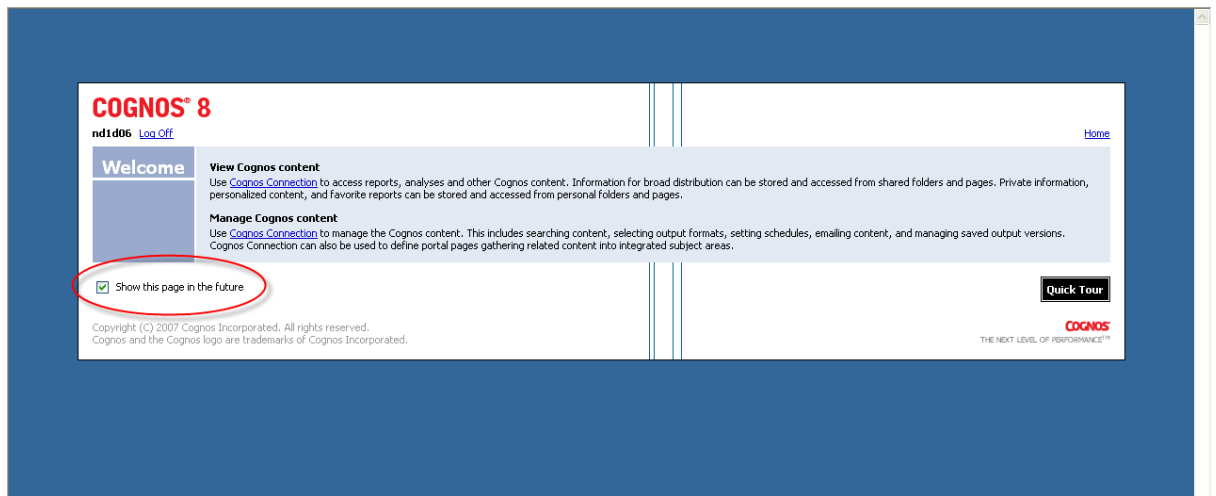 COGNOS® 8
nd1d06 Log Off
Home
Welcome
View Cognos content
Use Cognos Connection to access reports, analyses and other Cognos content. Information for broad distribution can be stored and accessed from shared folders and pages. Private information,
personalized content, and favorite reports can be stored and accessed from personal folders and pages.
Manage Cognos content
Use Cognos Connection to manage the Cognos content. This includes searching content, selecting output formats, setting schedules, emailing content, and managing saved output versions.
Cognos Connection can also be used to define portal pages gathering related content into integrated subject areas.
Show this page in the future
Quick Tour
Copyright (C) 2007 Cognos Incorporated. All rights reserved.
Cognos and the Cognos logo are trademarks of Cognos Incorporated.
COGNOS
THE NEXT LEVEL OF PERFORMANCE™